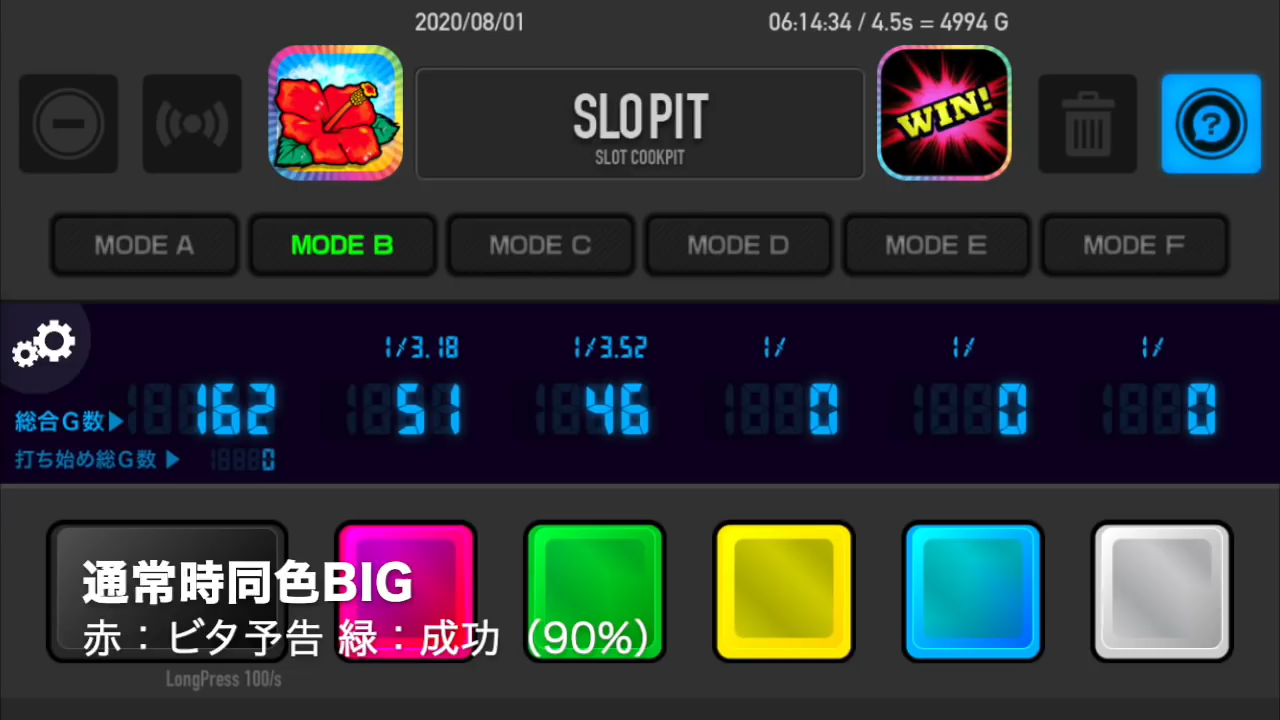 2020/08/01
06:14:34 / 4.5s = 4994 G
SLOPIT
SLOT COOKPIT
WIN!
MODE A
MODE B
MODE C
MODE D
MODE E
MODE F
1/3.18
1/3.52
1/
1/
1/
総合G数▶
162
51
46
0
0
0
打ち始め総G数 ▶
0
通常時同色BIG
赤：ビタ予告 緑：成功（90%）
LongPress 100/s